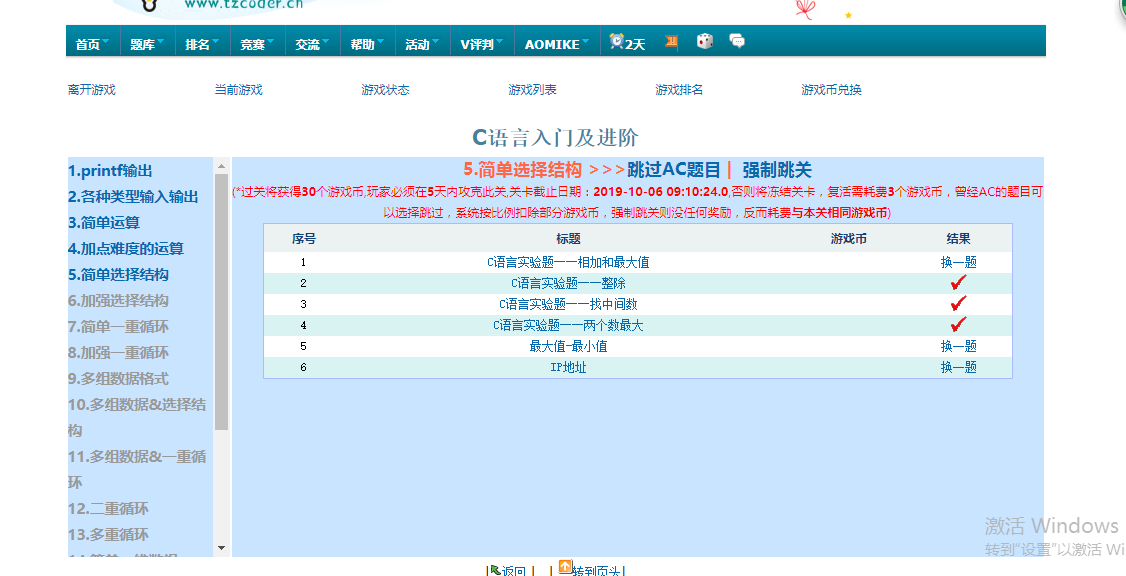 www.tzcoder.cn
首页 题库 排名 竞赛 交流 帮助 活动 V评判 AOMIKE 2天
离开游戏 当前游戏 游戏状态 游戏列表 游戏排名 游戏币兑换
C语言入门及进阶
1.printf输出
2.各种类型输入输出
3.简单运算
4.加点难度的运算
5.简单选择结构
6.加强选择结构
7.简单一重循环
8.加强一重循环
9.多组数据格式
10.多组数据&选择结
构
11.多组数据&一重循
环
12.二重循环
13.多重循环
5.简单选择结构 >>>跳过AC题目 | 强制跳关
(*过关将获得30个游戏币,玩家必须在5天内攻克此关,关卡截止日期：2019-10-06 09:10:24.0,否则将冻结关卡，复活需耗费3个游戏币，曾经AC的题目可
以选择跳过，系统按比例扣除部分游戏币，强制跳关则没任何奖励，反而耗费与本关相同游戏币)
序号 标题 游戏币 结果
1 C语言实验题——相加和最大值 换一题
2 C语言实验题——整除
3 C语言实验题——找中间数
4 C语言实验题——两个数最大
5 最大值-最小值 换一题
6 IP地址 换一题
激活 Windows
转到"设置"以激活 Wi
|返回 | |转到页头|